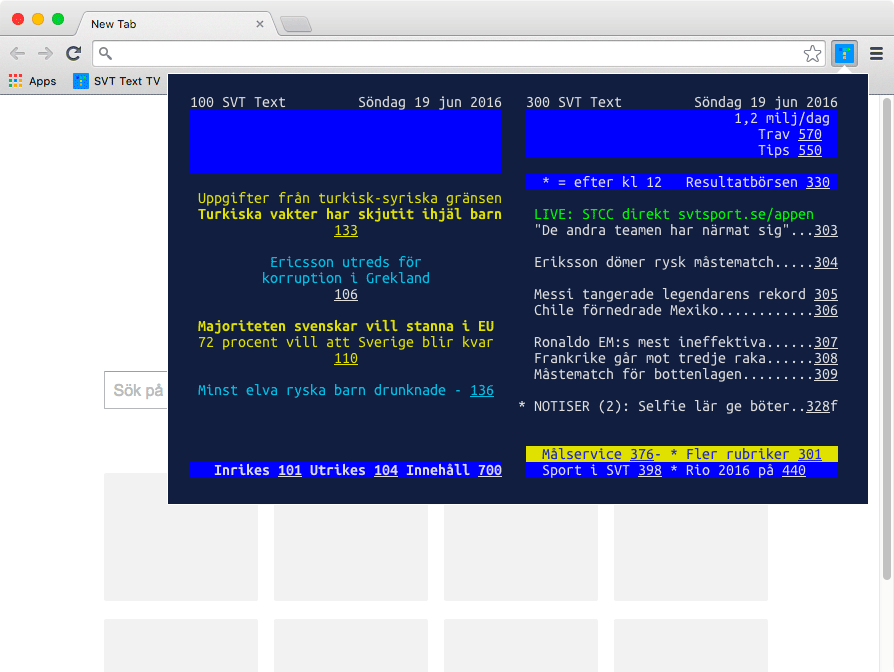 New Tab
Apps SVT Text TV
100 SVT Text Söndag 19 jun 2016
Uppgifter från turkisk-syriska gränsen
Turkiska vakter har skjutit ihjäl barn
133
Ericsson utreds för
korruption i Grekland
106
Majoriteten svenskar vill stanna i EU
72 procent vill att Sverige blir kvar
110
Minst elva ryska barn drunknade - 136
Inrikes 101 Utrikes 104 Innehåll 700
300 SVT Text Söndag 19 jun 2016
1,2 milj/dag
Trav 570
Tips 550
* = efter kl 12 Resultatbörsen 330
LIVE: STCC direkt svtsport.se/appen
"De andra teamen har närmat sig"...303
Eriksson dömer rysk måstematch.....304
Messi tangerade legendarens rekord 305
Chile förnedrade Mexiko............306
Ronaldo EM:s mest ineffektiva......307
Frankrike går mot tredje raka......308
Måstematch för bottenlagen.........309
* NOTISER (2): Selfie lär ge böter..328f
Målservice 376- * Fler rubriker 301
Sport i SVT 398 * Rio 2016 på 440
Sök på